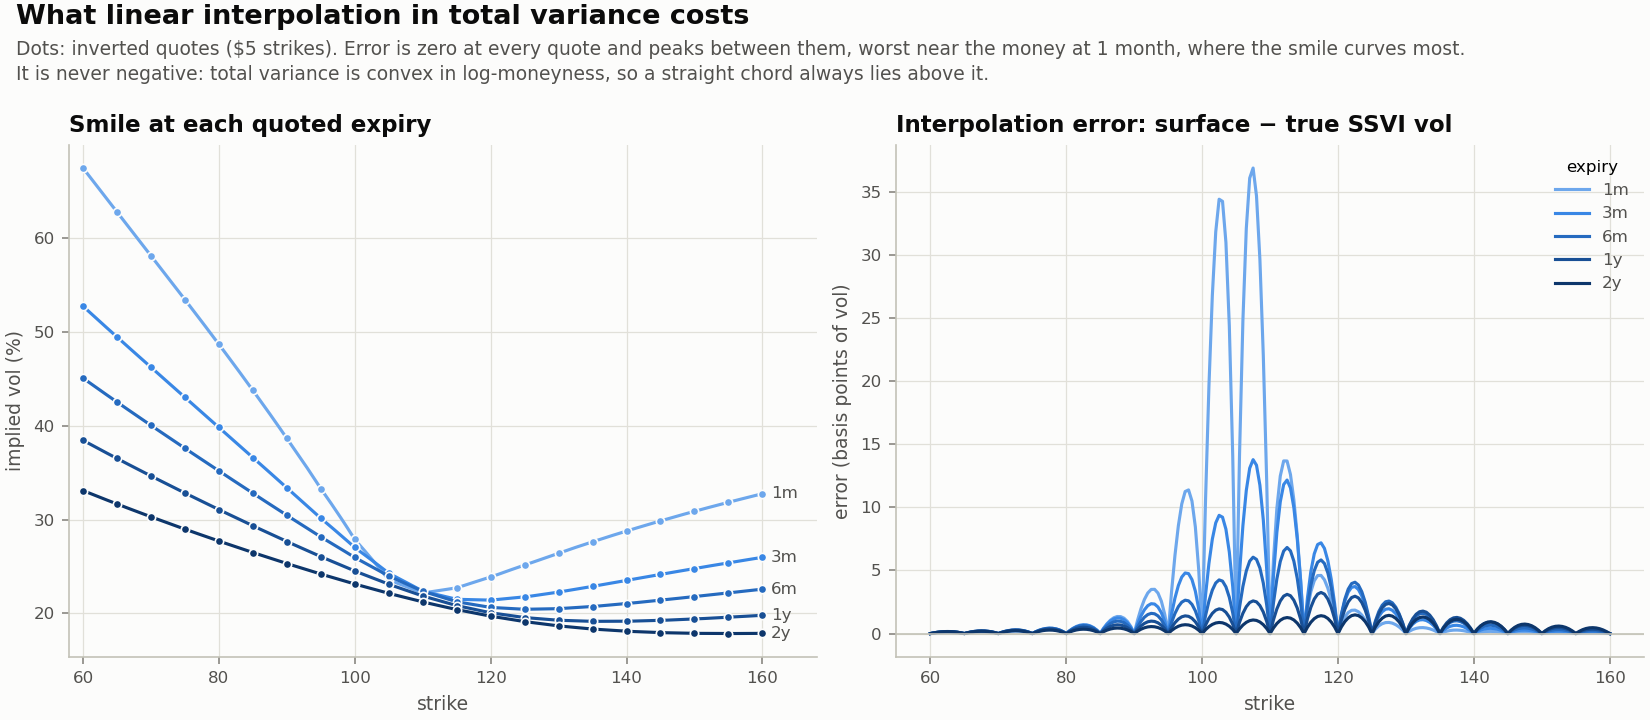 What linear interpolation in total variance costs
Dots: inverted quotes ($5 strikes). Error is zero at every quote and peaks between them, worst near the money at 1 month, where the smile curves most.
It is never negative: total variance is convex in log-moneyness, so a straight chord always lies above it.
Smile at each quoted expiry
implied vol (%)
60
50
40
30
20
1m
3m
6m
1y
2y
60
80
100
120
140
160
strike
Interpolation error: surface − true SSVI vol
error (basis points of vol)
35
30
25
20
15
10
5
0
expiry
1m
3m
6m
1y
2y
60
80
100
120
140
160
strike